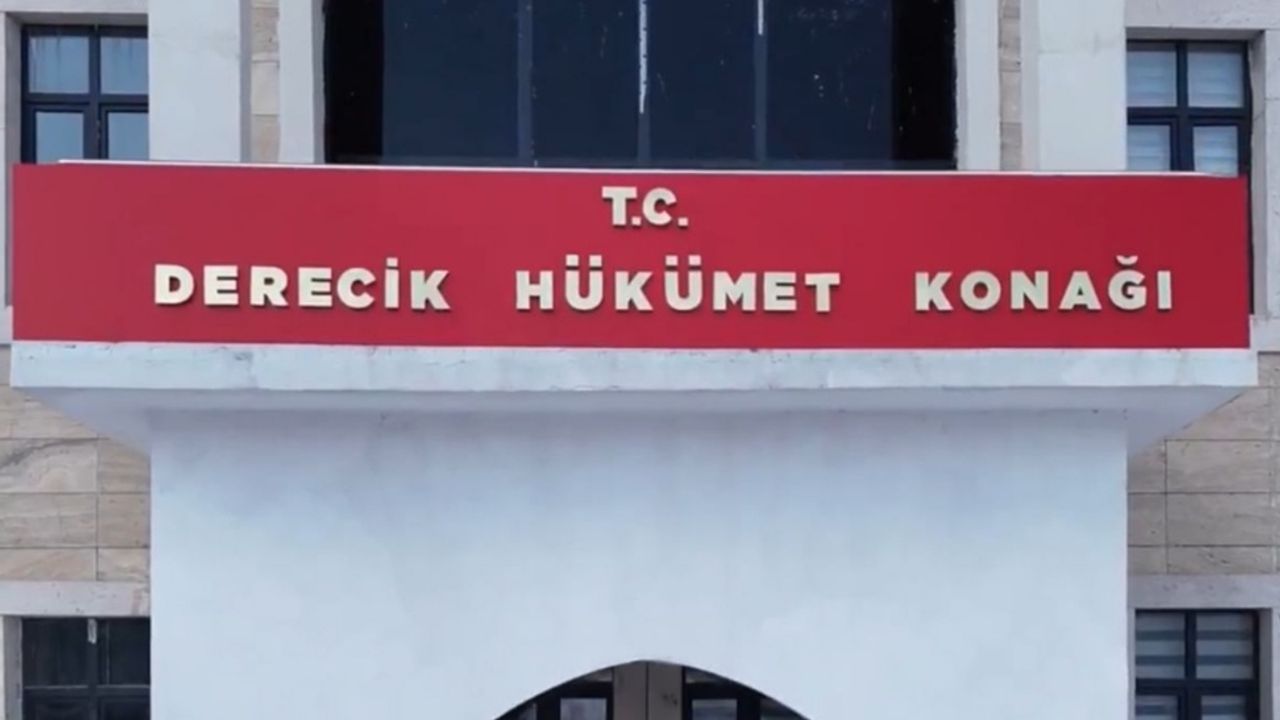 T.C.
DERECİK HÜKÜMET KONAĞI